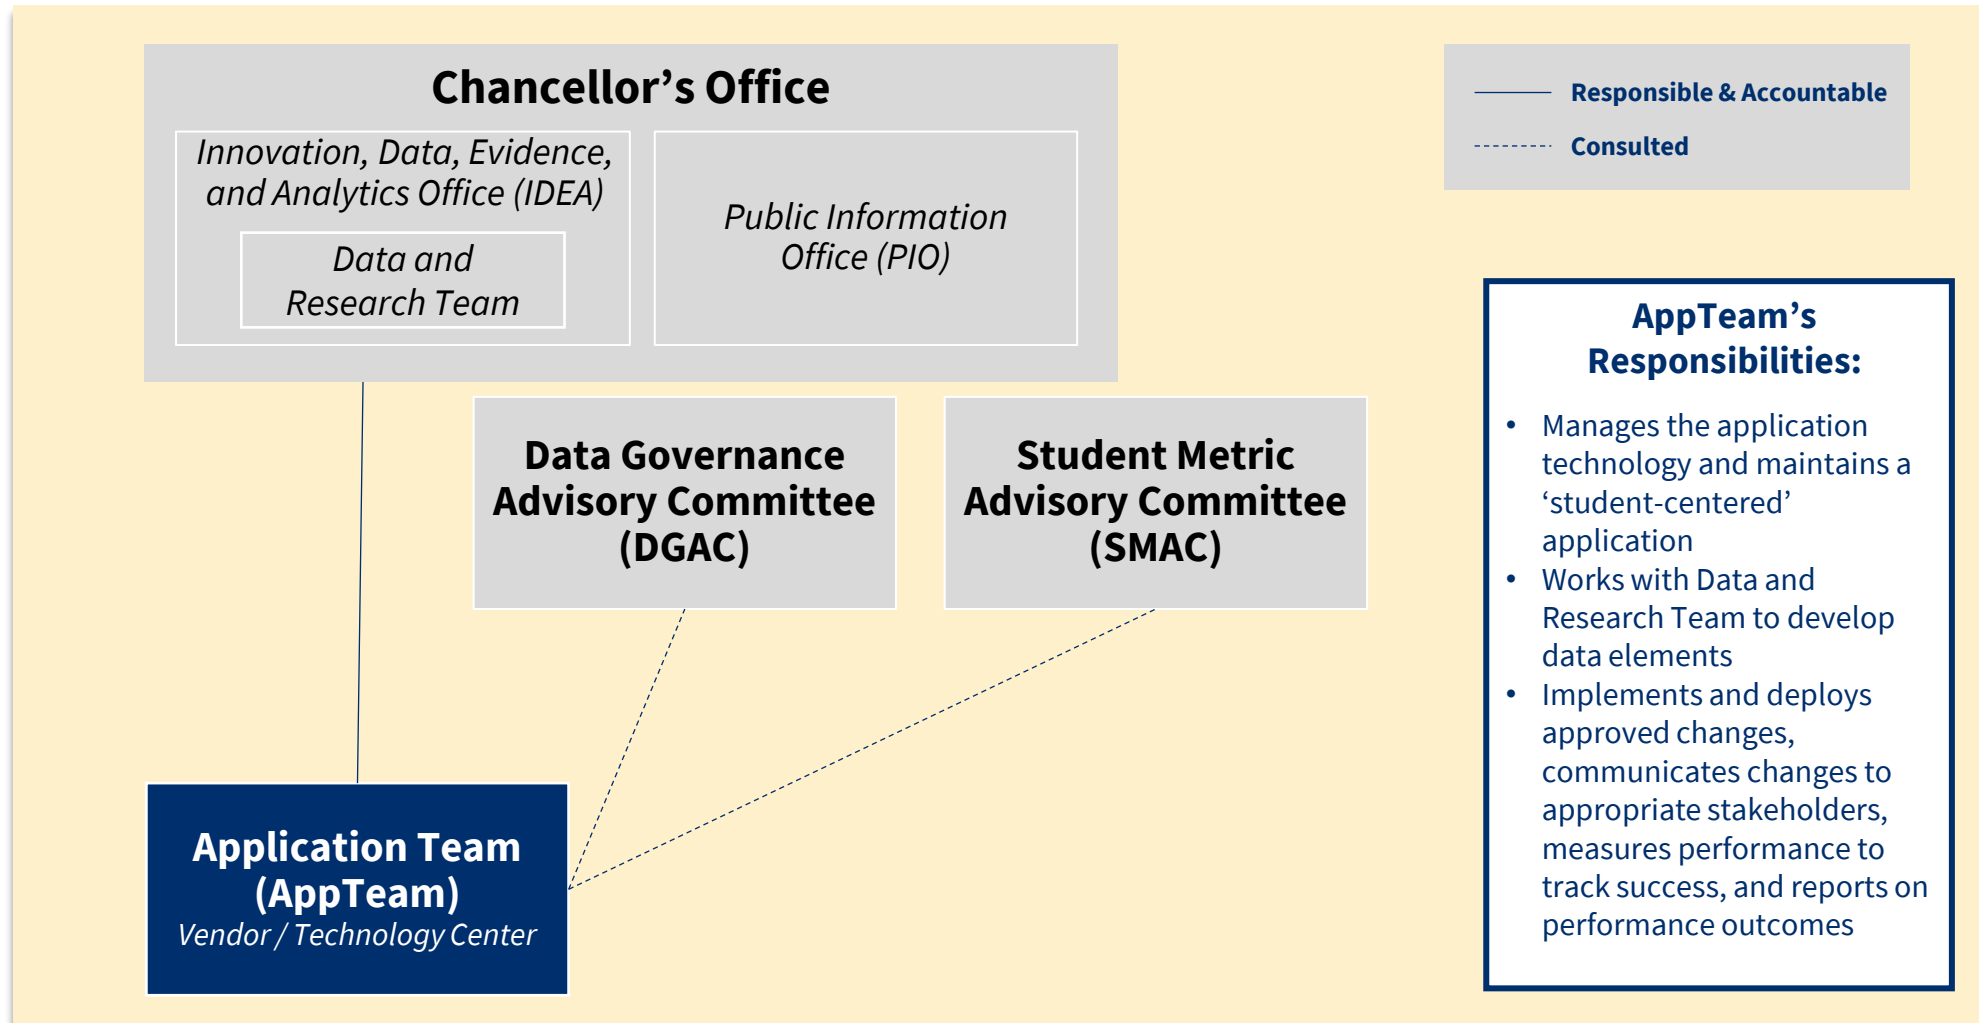 Chancellor’s Office
Innovation, Data, Evidence,
and Analytics Office (IDEA)
Data and
Research Team
Public Information
Office (PIO)
Responsible & Accountable
Consulted
Data Governance
Advisory Committee
(DGAC)
Student Metric
Advisory Committee
(SMAC)
Application Team
(AppTeam)
Vendor / Technology Center
AppTeam’s
Responsibilities:
• Manages the application
technology and maintains a
‘student-centered’
application
• Works with Data and
Research Team to develop
data elements
• Implements and deploys
approved changes,
communicates changes to
appropriate stakeholders,
measures performance to
track success, and reports on
performance outcomes